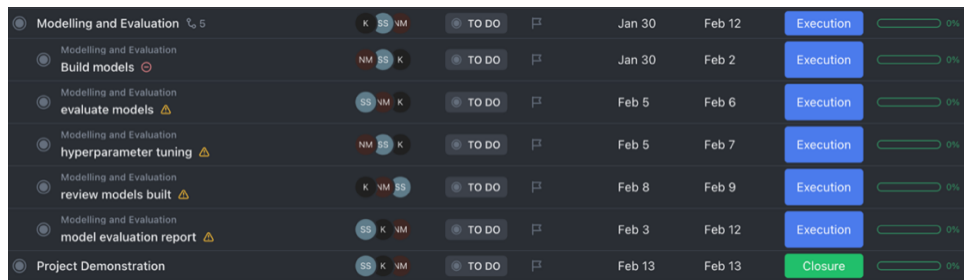 Modelling and Evaluation 5 K SS NM TO DO Jan 30 Feb 12 Execution 0%
Modelling and Evaluation
Build models NM SS K TO DO Jan 30 Feb 2 Execution 0%
Modelling and Evaluation
evaluate models SS NM K TO DO Feb 5 Feb 6 Execution 0%
Modelling and Evaluation
hyperparameter tuning NM SS K TO DO Feb 5 Feb 7 Execution 0%
Modelling and Evaluation
review models built K NM SS TO DO Feb 8 Feb 9 Execution 0%
Modelling and Evaluation
model evaluation report SS K NM TO DO Feb 3 Feb 12 Execution 0%
Project Demonstration SS K NM TO DO Feb 13 Feb 13 Closure 0%